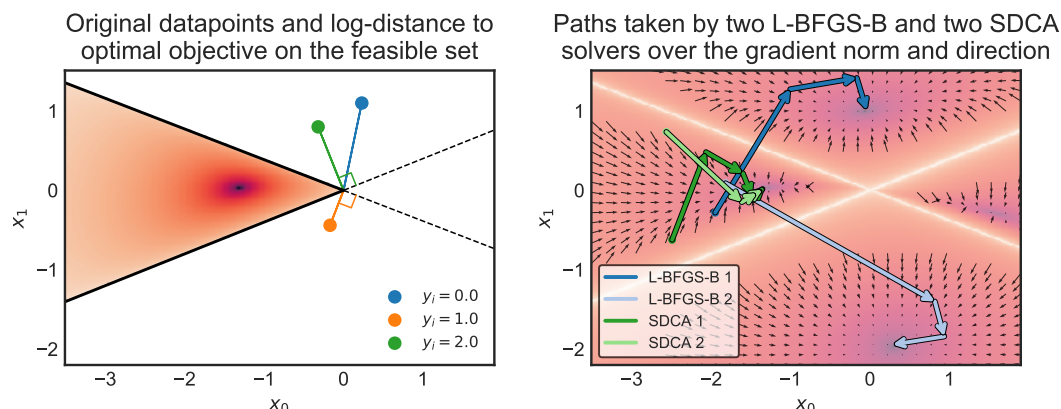 Original datapoints and log-distance to
optimal objective on the feasible set
x₁
1
0
−1
−2
−3
−2
−1
0
1
x₀
yᵢ = 0.0
yᵢ = 1.0
yᵢ = 2.0
Paths taken by two L-BFGS-B and two SDCA
solvers over the gradient norm and direction
x₁
1
0
−1
−2
−3
−2
−1
0
1
x₀
L-BFGS-B 1
L-BFGS-B 2
SDCA 1
SDCA 2